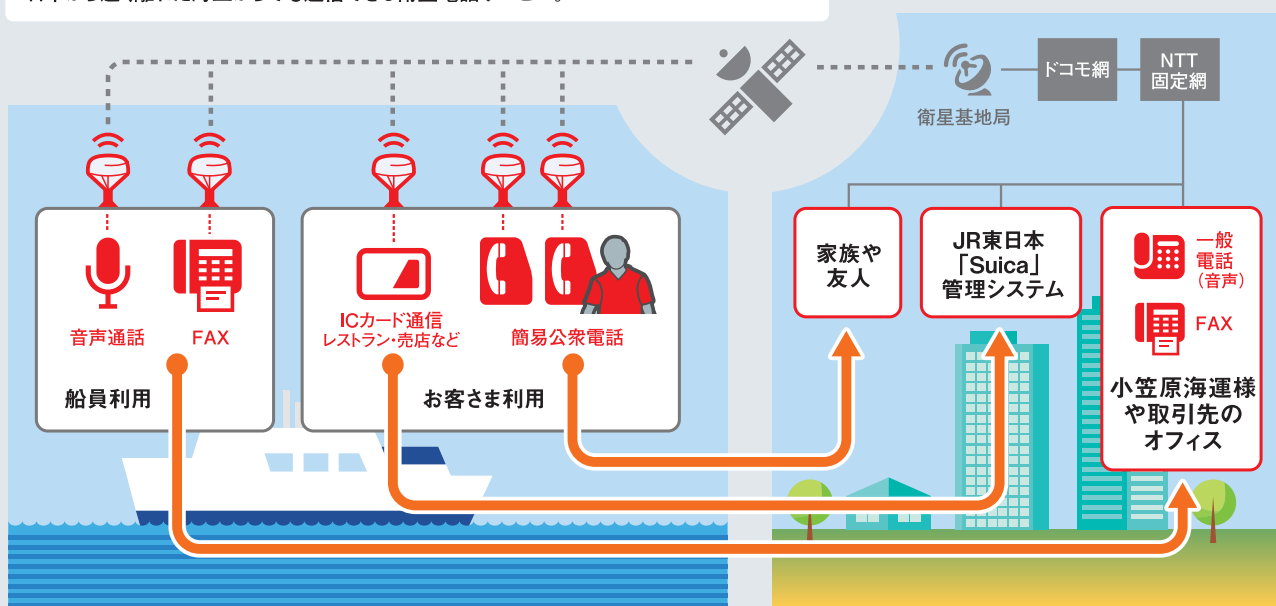 衛星基地局
ドコモ網
NTT
固定網
音声通話
FAX
船員利用
ICカード通信
レストラン・売店など
簡易公衆電話
お客さま利用
家族や
友人
JR東日本
「Suica」
管理システム
一般
電話
(音声)
FAX
小笠原海運様
や取引先の
オフィス